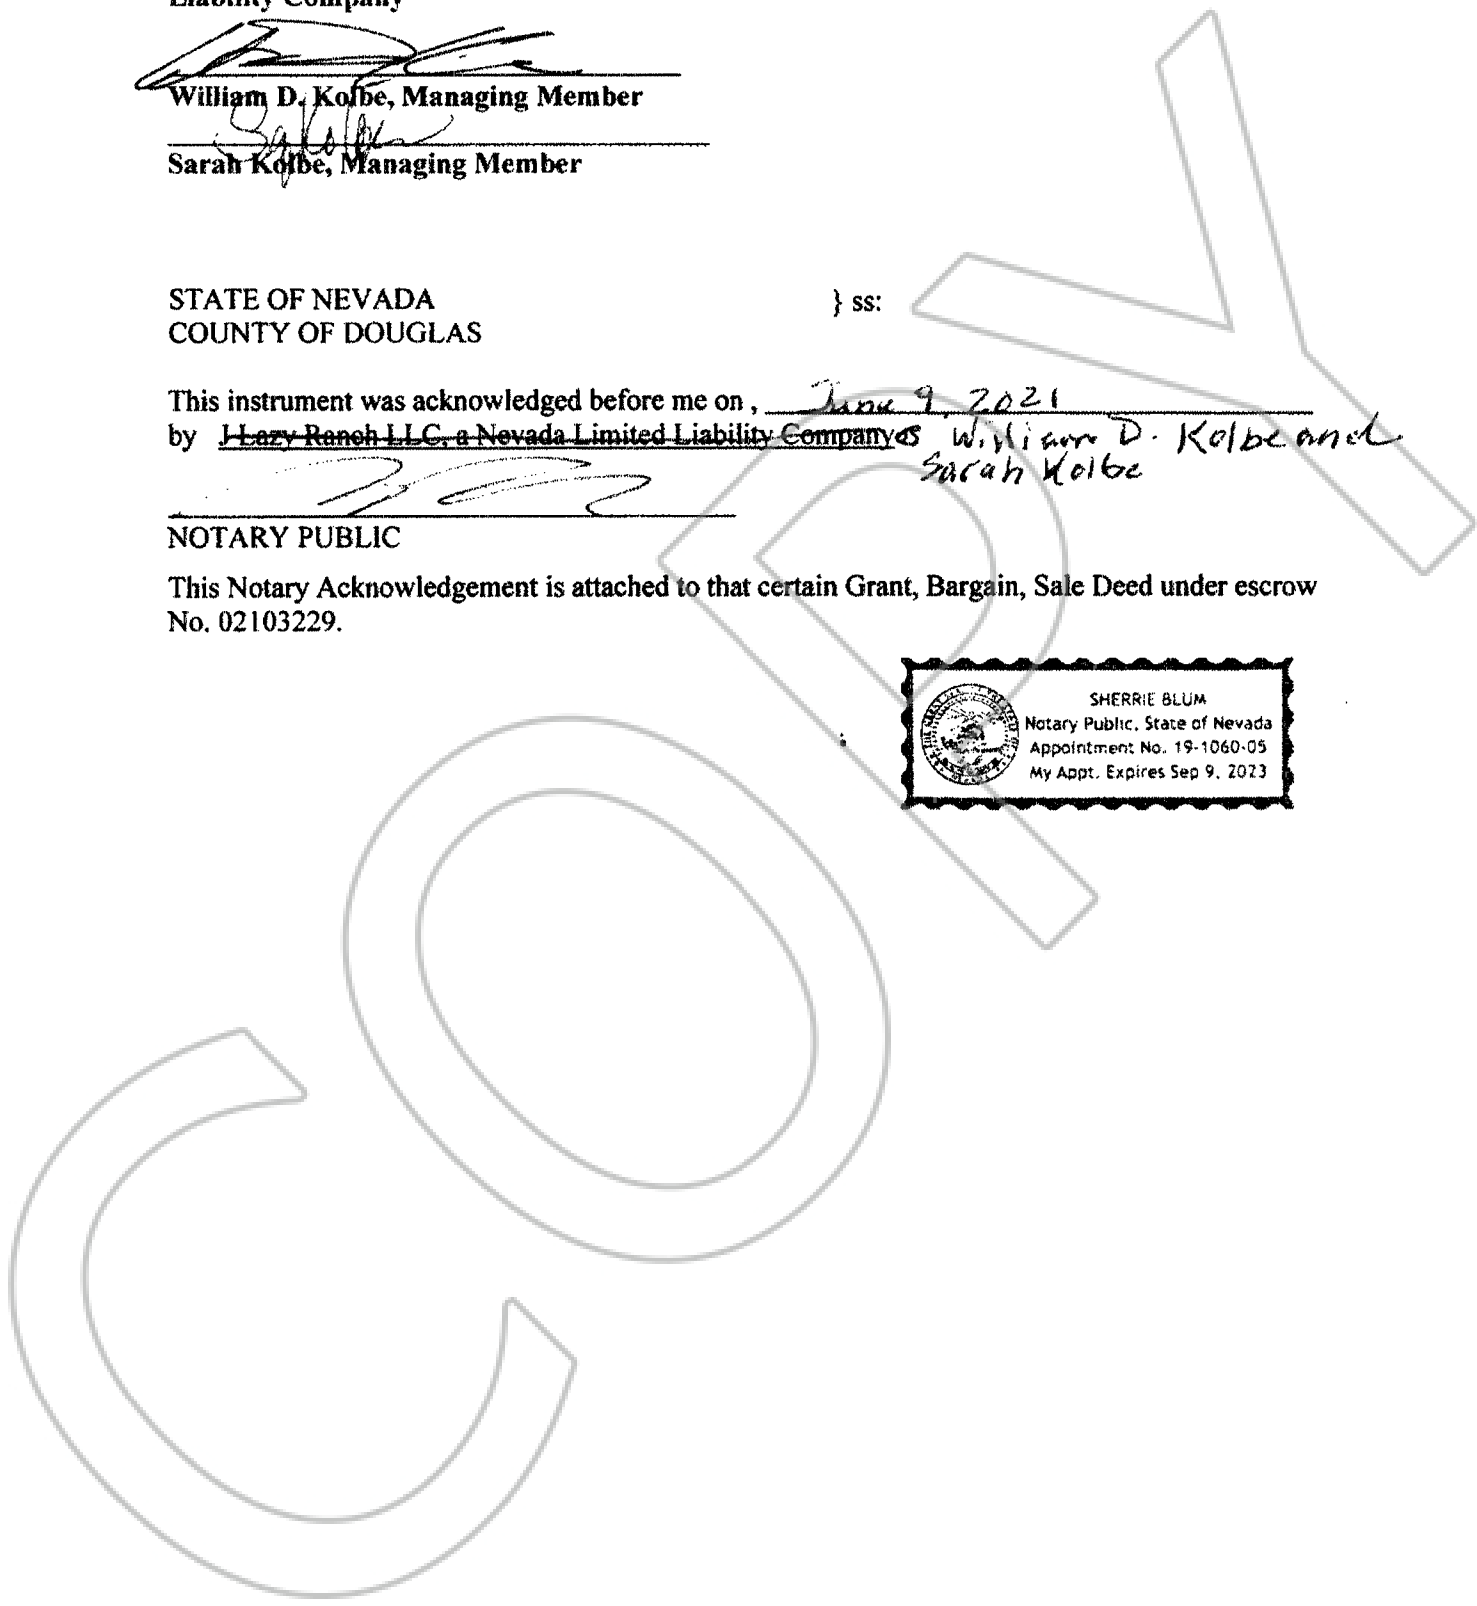 Liability Company
William D. Kolbe, Managing Member
Sarah Kolbe, Managing Member
STATE OF NEVADA } ss:
COUNTY OF DOUGLAS
This instrument was acknowledged before me on , June 9, 2021
by J Lazy Ranch LLC, a Nevada Limited Liability Company William D. Kolbe and
Sarah Kolbe
NOTARY PUBLIC
This Notary Acknowledgement is attached to that certain Grant, Bargain, Sale Deed under escrow
No. 02103229.
SHERRIE BLUM
Notary Public, State of Nevada
Appointment No. 19-1060-05
My Appt. Expires Sep 9, 2023
COPY